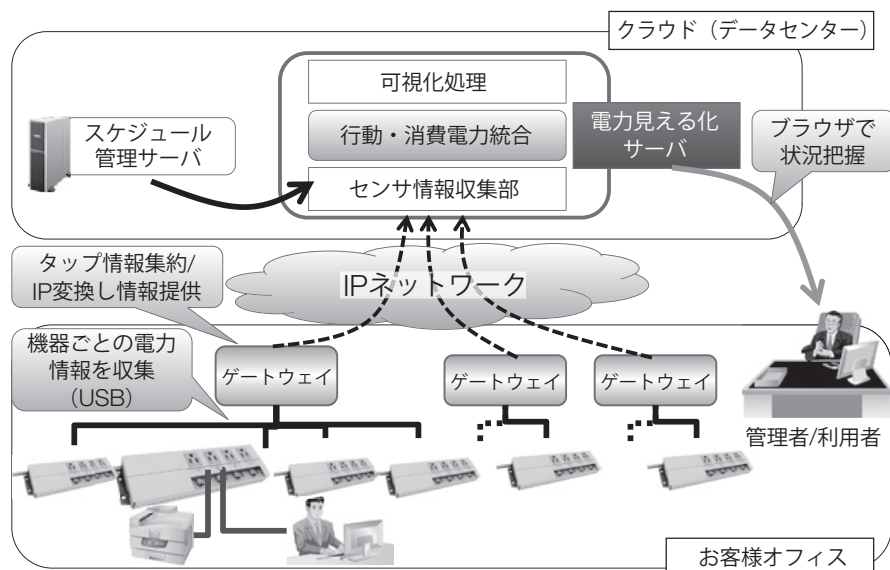 クラウド（データセンター）
可視化処理
行動・消費電力統合
センサ情報収集部
電力見える化
サーバ
スケジュール
管理サーバ
ブラウザで
状況把握
タップ情報集約/
IP変換し情報提供
IPネットワーク
機器ごとの電力
情報を収集
（USB）
ゲートウェイ
ゲートウェイ
ゲートウェイ
管理者/利用者
お客様オフィス